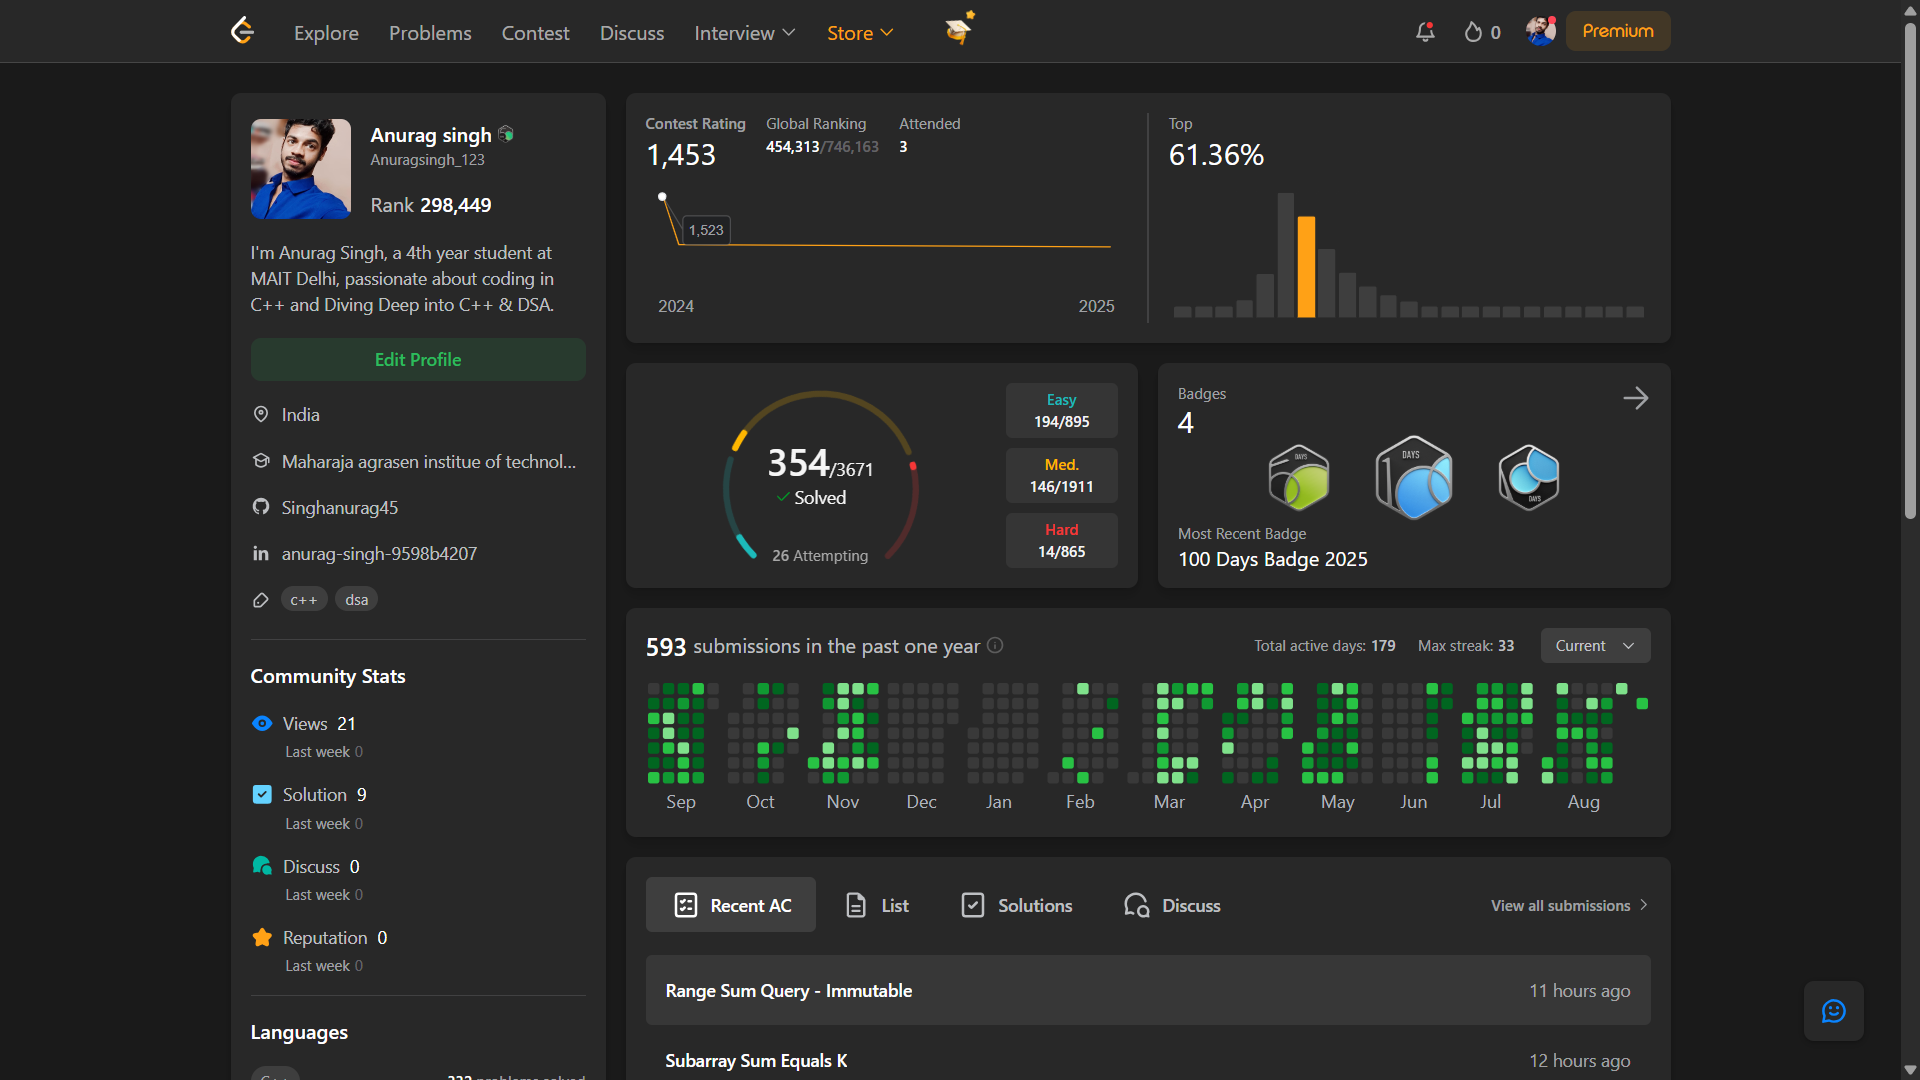 Explore Problems Contest Discuss Interview Store
0 Premium
Anurag singh
Anuragsingh_123
Rank 298,449
I'm Anurag Singh, a 4th year student at
MAIT Delhi, passionate about coding in
C++ and Diving Deep into C++ & DSA.
Edit Profile
India
Maharaja agrasen institue of technol...
Singhanurag45
anurag-singh-9598b4207
c++ dsa
Community Stats
Views 21
Last week 0
Solution 9
Last week 0
Discuss 0
Last week 0
Reputation 0
Last week 0
Languages
Contest Rating
1,453
Global Ranking
454,313/746,163
Attended
3
1,523
2024 2025
Top
61.36%
354/3671
Solved
26 Attempting
Easy
194/895
Med.
146/1911
Hard
14/865
Badges
4
DAYS
DAYS
DAYS
Most Recent Badge
100 Days Badge 2025
593 submissions in the past one year
Total active days: 179 Max streak: 33 Current
Sep Oct Nov Dec Jan Feb Mar Apr May Jun Jul Aug
Recent AC List Solutions Discuss View all submissions
Range Sum Query - Immutable 11 hours ago
Subarray Sum Equals K 12 hours ago